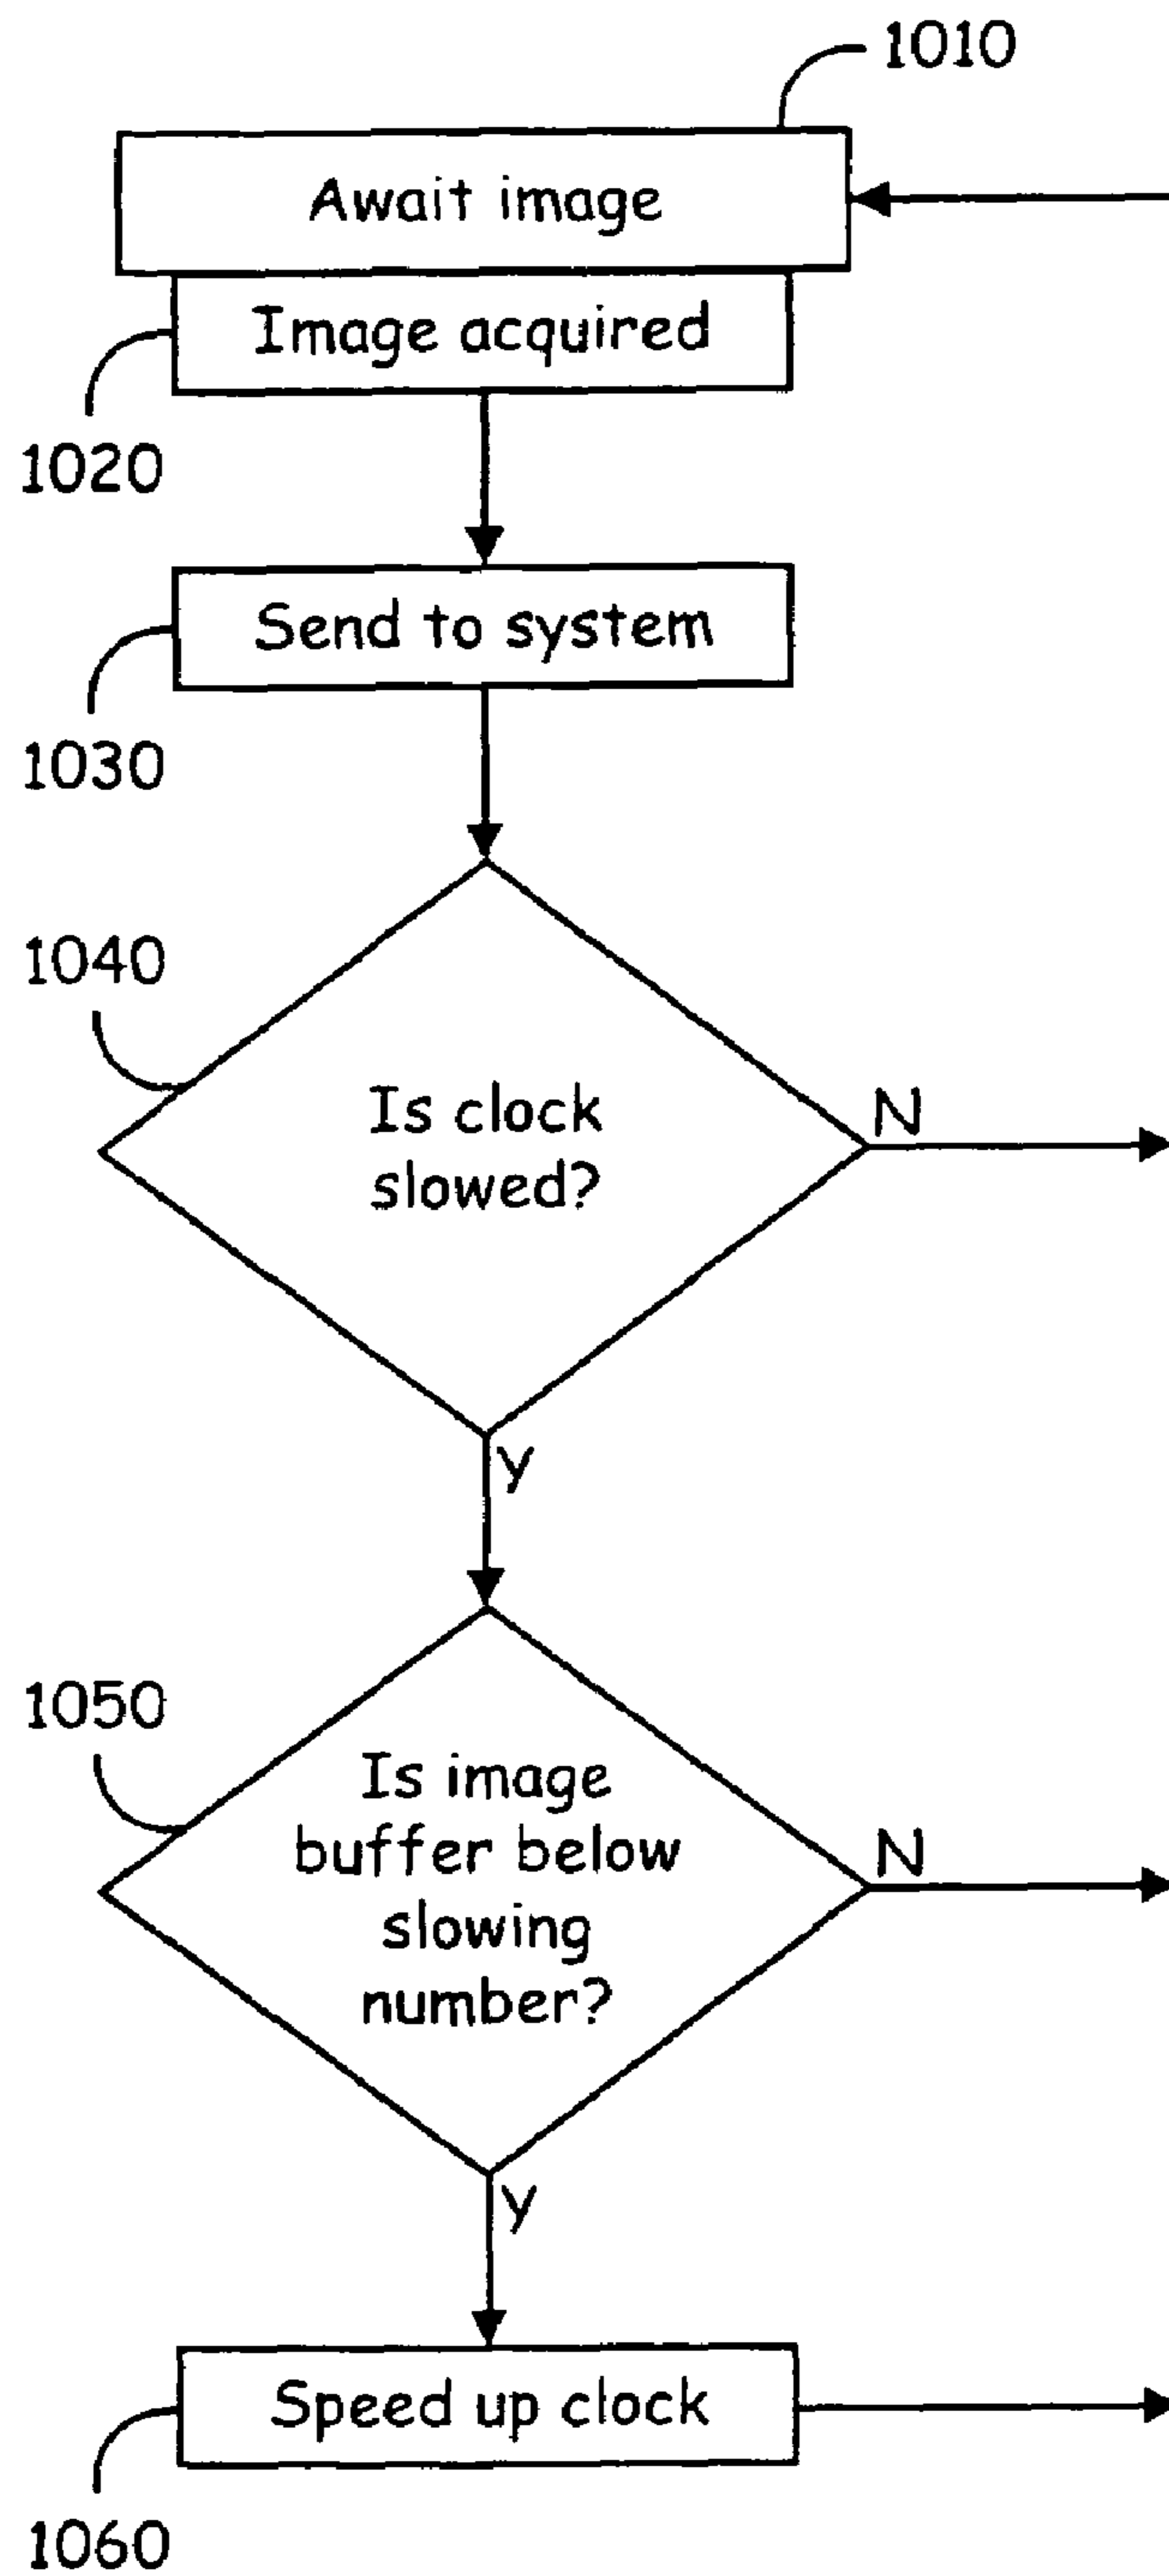 1010
Await image
Image acquired
1020
Send to system
1030
1040
Is clock
slowed?
N
Y
1050
Is image
buffer below
slowing
number?
N
Y
Speed up clock
1060